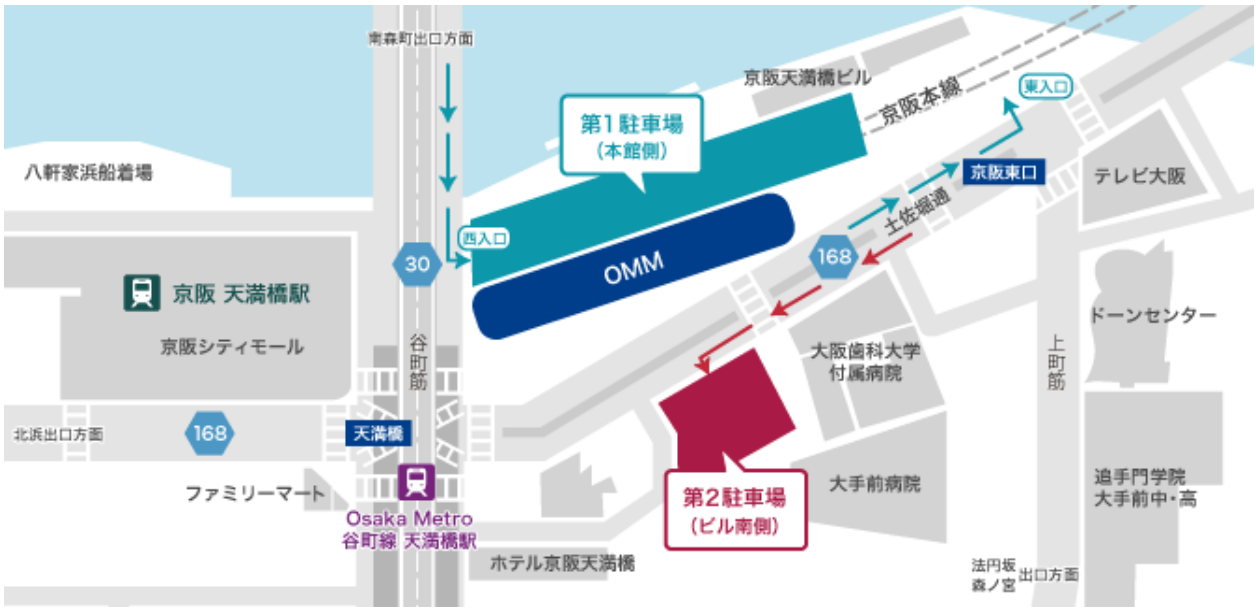 南森町出口方面
京阪天満橋ビル
京阪本線
東入口
第1駐車場
(本館側)
八軒家浜船着場
京阪東口
テレビ大阪
土佐堀通
西入口
30
OMM
168
京阪 天満橋駅
京阪シティモール
谷町筋
大阪歯科大学
付属病院
上町筋
ドーンセンター
北浜出口方面
168
天満橋
ファミリーマート
Osaka Metro
谷町線 天満橋駅
第2駐車場
(ビル南側)
大手前病院
追手門学院
大手前中・高
ホテル京阪天満橋
法円坂
森ノ宮
出口方面